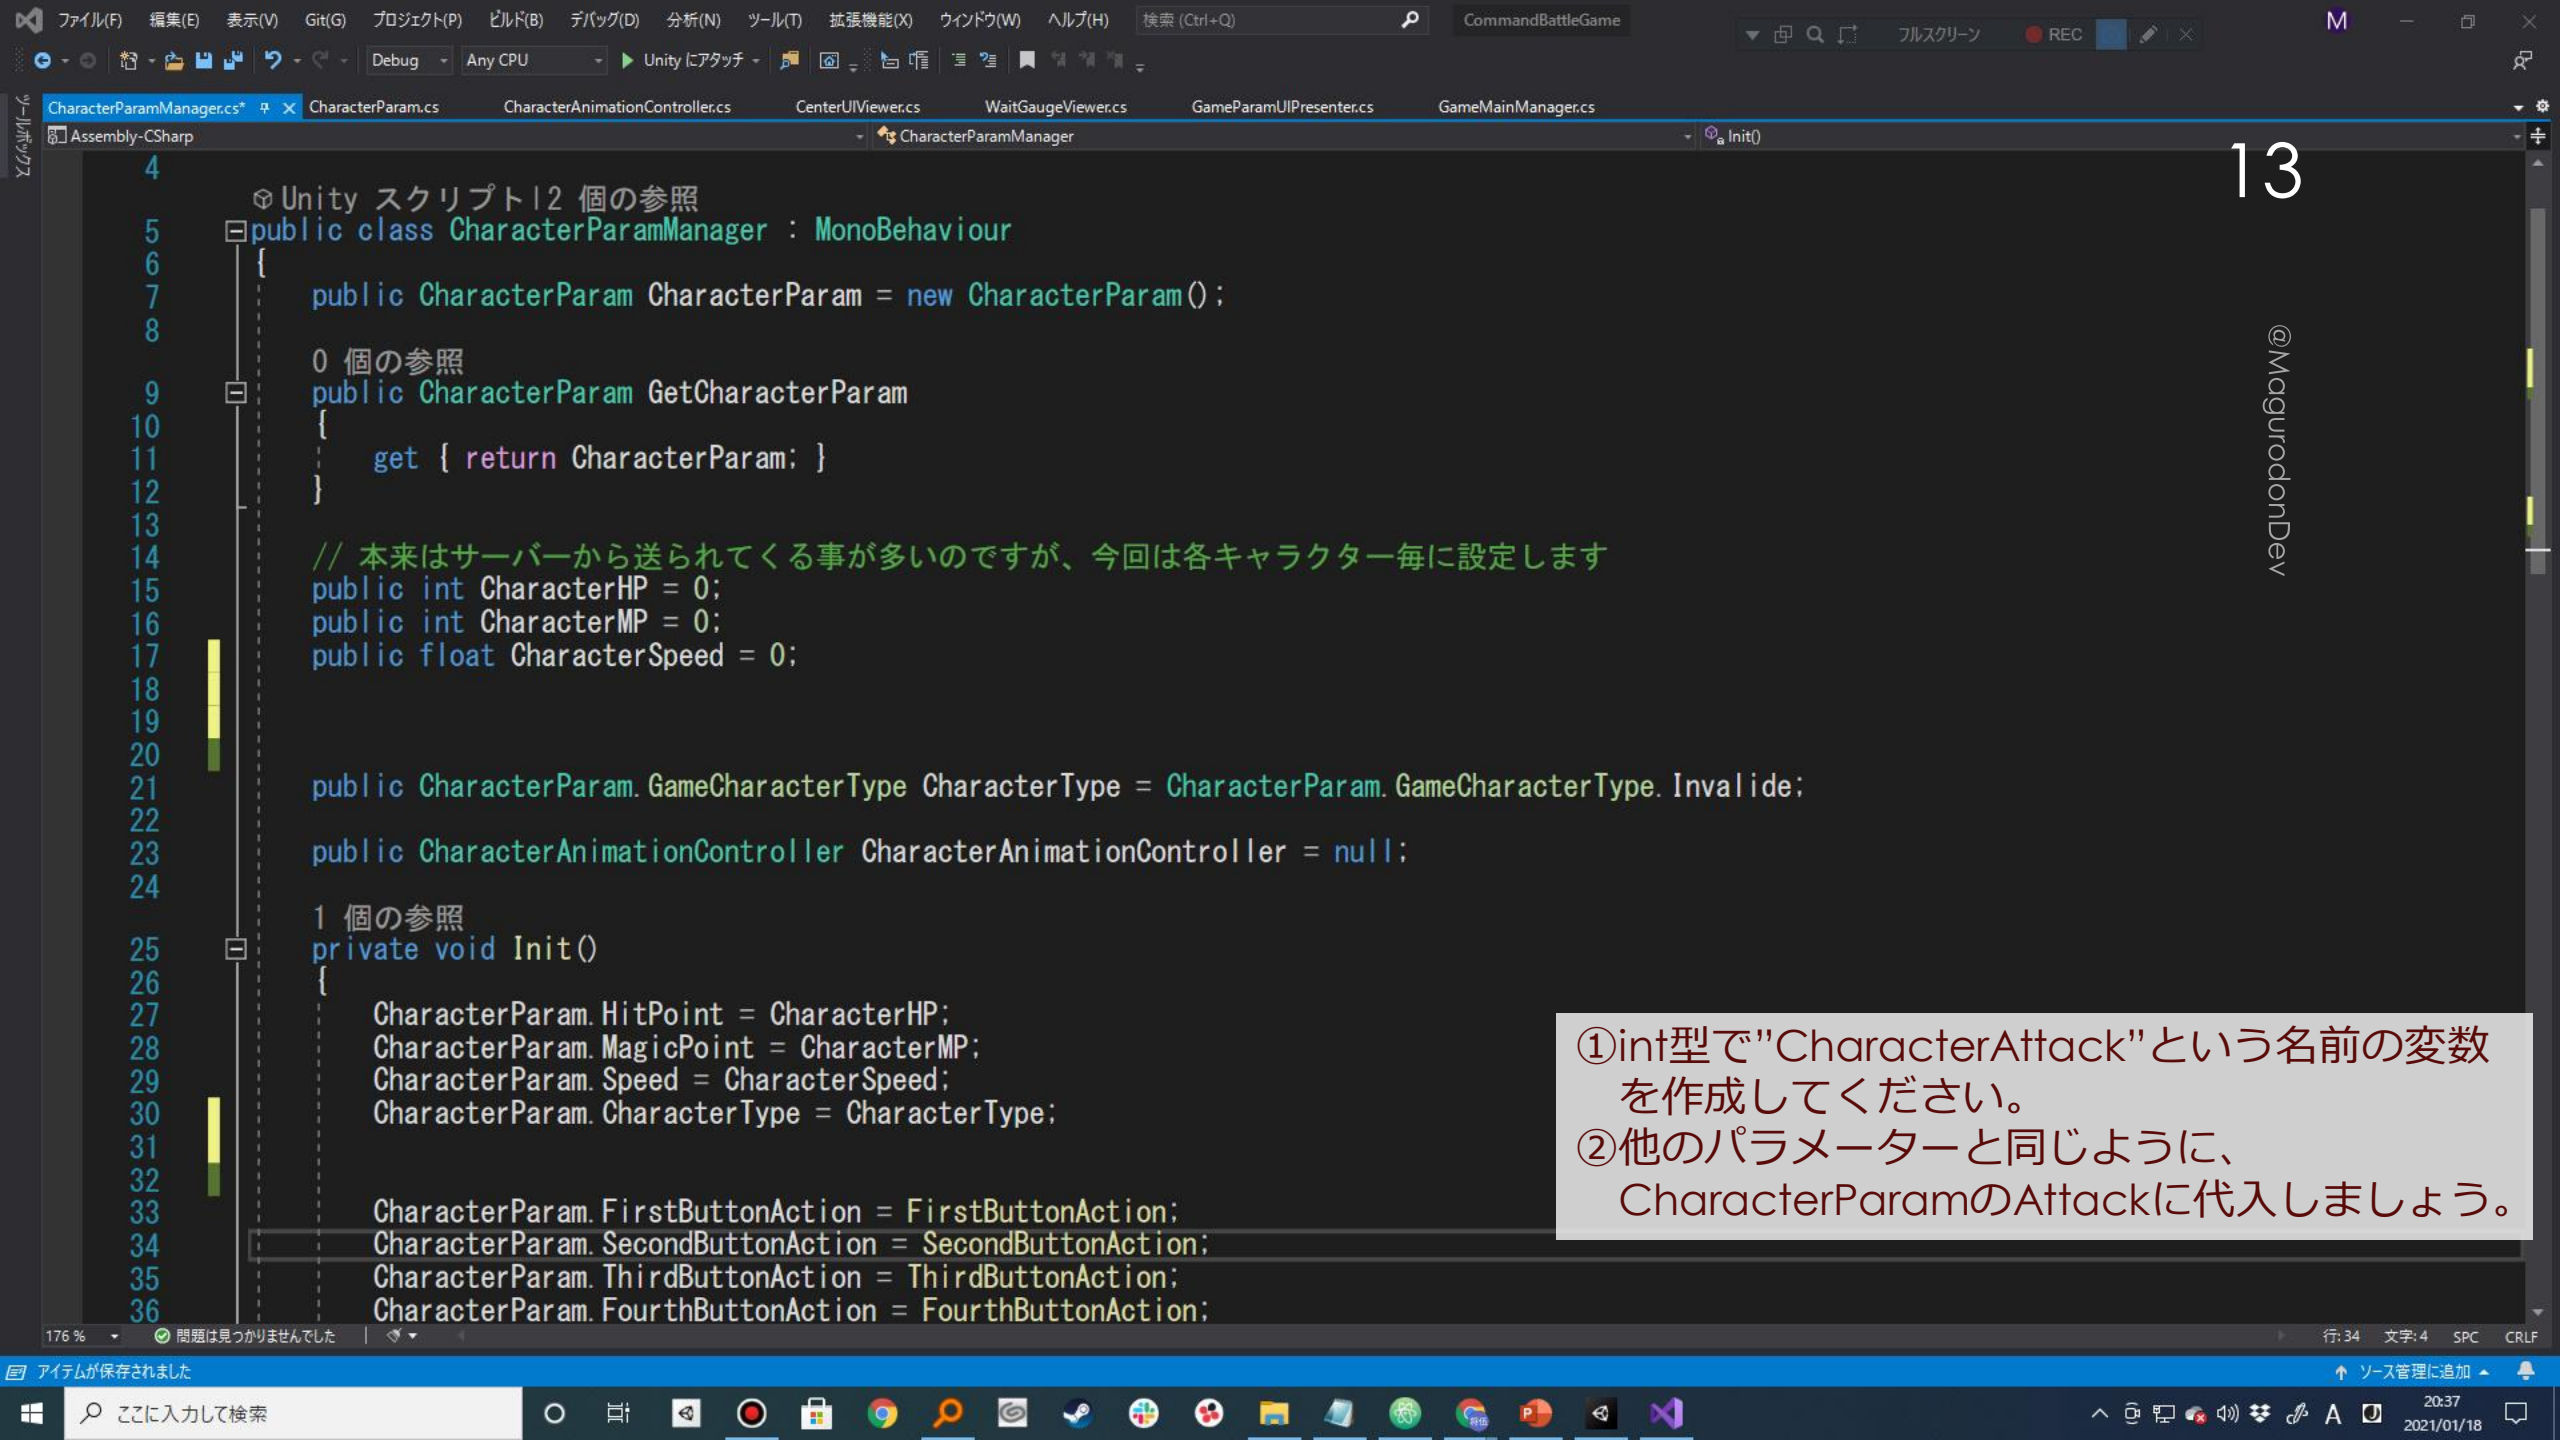 ファイル(F) 編集(E) 表示(V) Git(G) プロジェクト(P) ビルド(B) デバッグ(D) 分析(N) ツール(T) 拡張機能(X) ウィンドウ(W) ヘルプ(H) 検索 (Ctrl+Q) CommandBattleGame フルスクリーン REC M
Debug Any CPU Unity にアタッチ
ツールボックス
CharacterParamManager.cs* CharacterParam.cs CharacterAnimationController.cs CenterUIViewer.cs WaitGaugeViewer.cs GameParamUIPresenter.cs GameMainManager.cs
Assembly-CSharp CharacterParamManager Init()
13
@MagurodonDev
4
Unity スクリプト|2 個の参照
5 public class CharacterParamManager : MonoBehaviour
6 {
7 public CharacterParam CharacterParam = new CharacterParam();
8
0 個の参照
9 public CharacterParam GetCharacterParam
10 {
11 get { return CharacterParam; }
12 }
13
14 // 本来はサーバーから送られてくる事が多いのですが、今回は各キャラクター毎に設定します
15 public int CharacterHP = 0;
16 public int CharacterMP = 0;
17 public float CharacterSpeed = 0;
18
19
20
21 public CharacterParam.GameCharacterType CharacterType = CharacterParam.GameCharacterType.Invalide;
22
23 public CharacterAnimationController CharacterAnimationController = null;
24
1 個の参照
25 private void Init()
26 {
27 CharacterParam.HitPoint = CharacterHP;
28 CharacterParam.MagicPoint = CharacterMP;
29 CharacterParam.Speed = CharacterSpeed;
30 CharacterParam.CharacterType = CharacterType;
31
32
33 CharacterParam.FirstButtonAction = FirstButtonAction;
34 CharacterParam.SecondButtonAction = SecondButtonAction;
35 CharacterParam.ThirdButtonAction = ThirdButtonAction;
36 CharacterParam.FourthButtonAction = FourthButtonAction;
①int型で”CharacterAttack”という名前の変数
を作成してください。
②他のパラメーターと同じように、
CharacterParamのAttackに代入しましょう。
176 % 問題は見つかりませんでした 行: 34 文字: 4 SPC CRLF
アイテムが保存されました ソース管理に追加
ここに入力して検索 A 20:37
2021/01/18